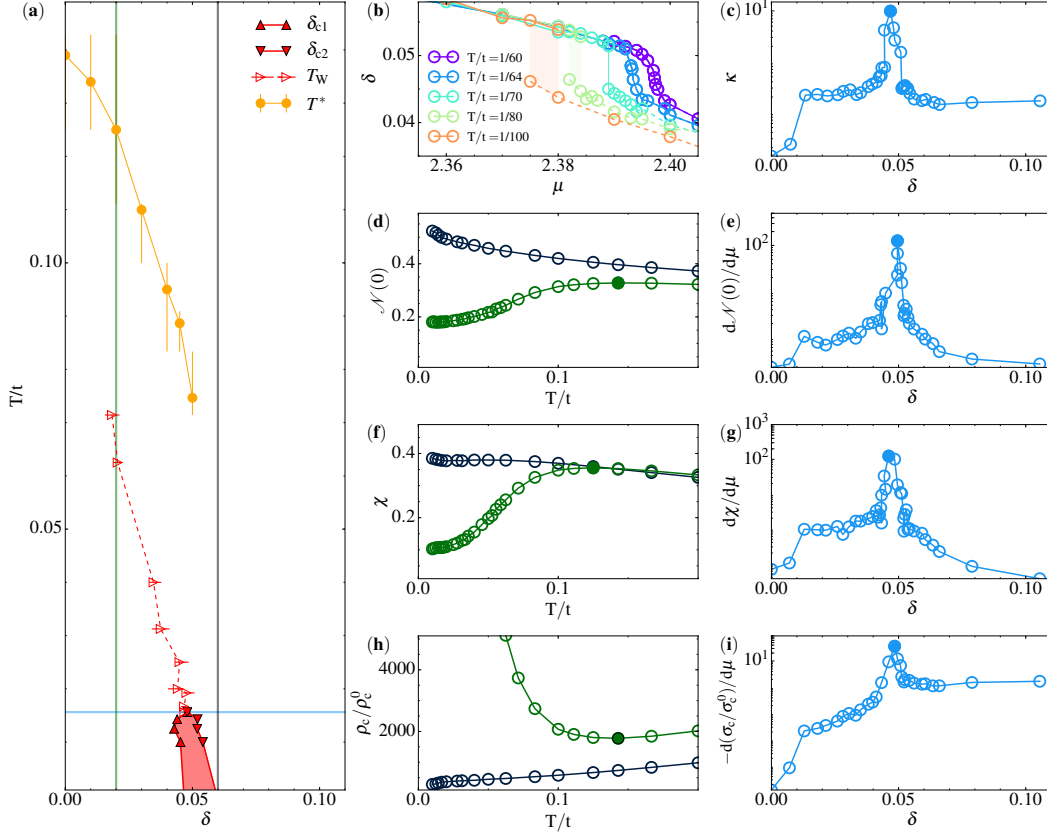 (a)
δc1
δc2
TW
T*
0.10
0.05
T/t
0.00
0.05
0.10
δ
(b)
T/t =1/60
T/t =1/64
T/t =1/70
T/t =1/80
T/t =1/100
0.05
0.04
δ
2.36
2.38
2.40
μ
(c)
10¹
κ
0.00
0.05
0.10
δ
(d)
0.4
0.2
𝒩(0)
0.0
0.1
T/t
(e)
10²
d𝒩(0)/dμ
0.00
0.05
0.10
δ
(f)
0.4
0.2
χ
0.0
0.1
T/t
(g)
10³
10²
dχ/dμ
0.00
0.05
0.10
δ
(h)
4000
2000
0
ρc/ρc⁰
0.0
0.1
T/t
(i)
10¹
−d(σc/σc⁰)/dμ
0.00
0.05
0.10
δ